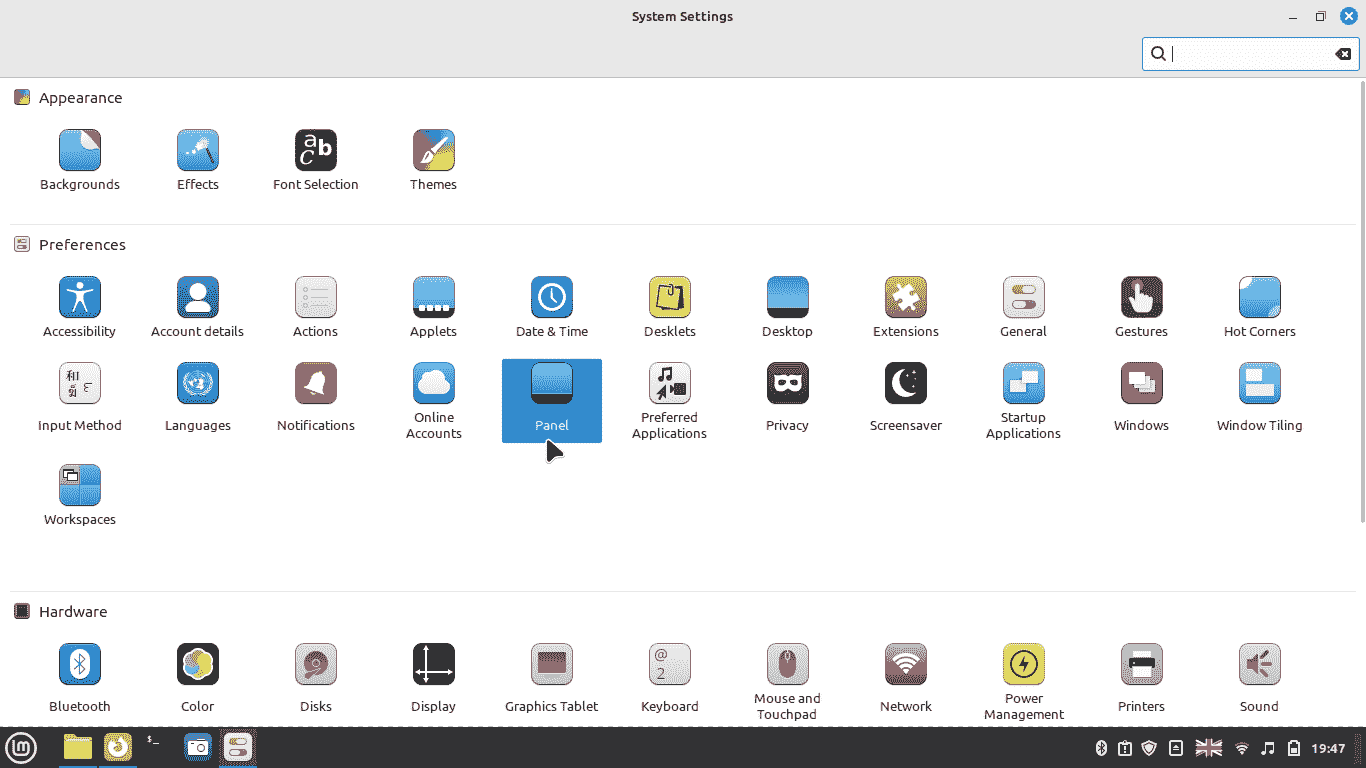 System Settings
Appearance
Backgrounds
Effects
Font Selection
Themes
Preferences
Accessibility
Account details
Actions
Applets
Date & Time
Desklets
Desktop
Extensions
General
Gestures
Hot Corners
Input Method
Languages
Notifications
Online
Accounts
Panel
Preferred
Applications
Privacy
Screensaver
Startup
Applications
Windows
Window Tiling
Workspaces
Hardware
Bluetooth
Color
Disks
Display
Graphics Tablet
Keyboard
Mouse and
Touchpad
Network
Power
Management
Printers
Sound
19:47